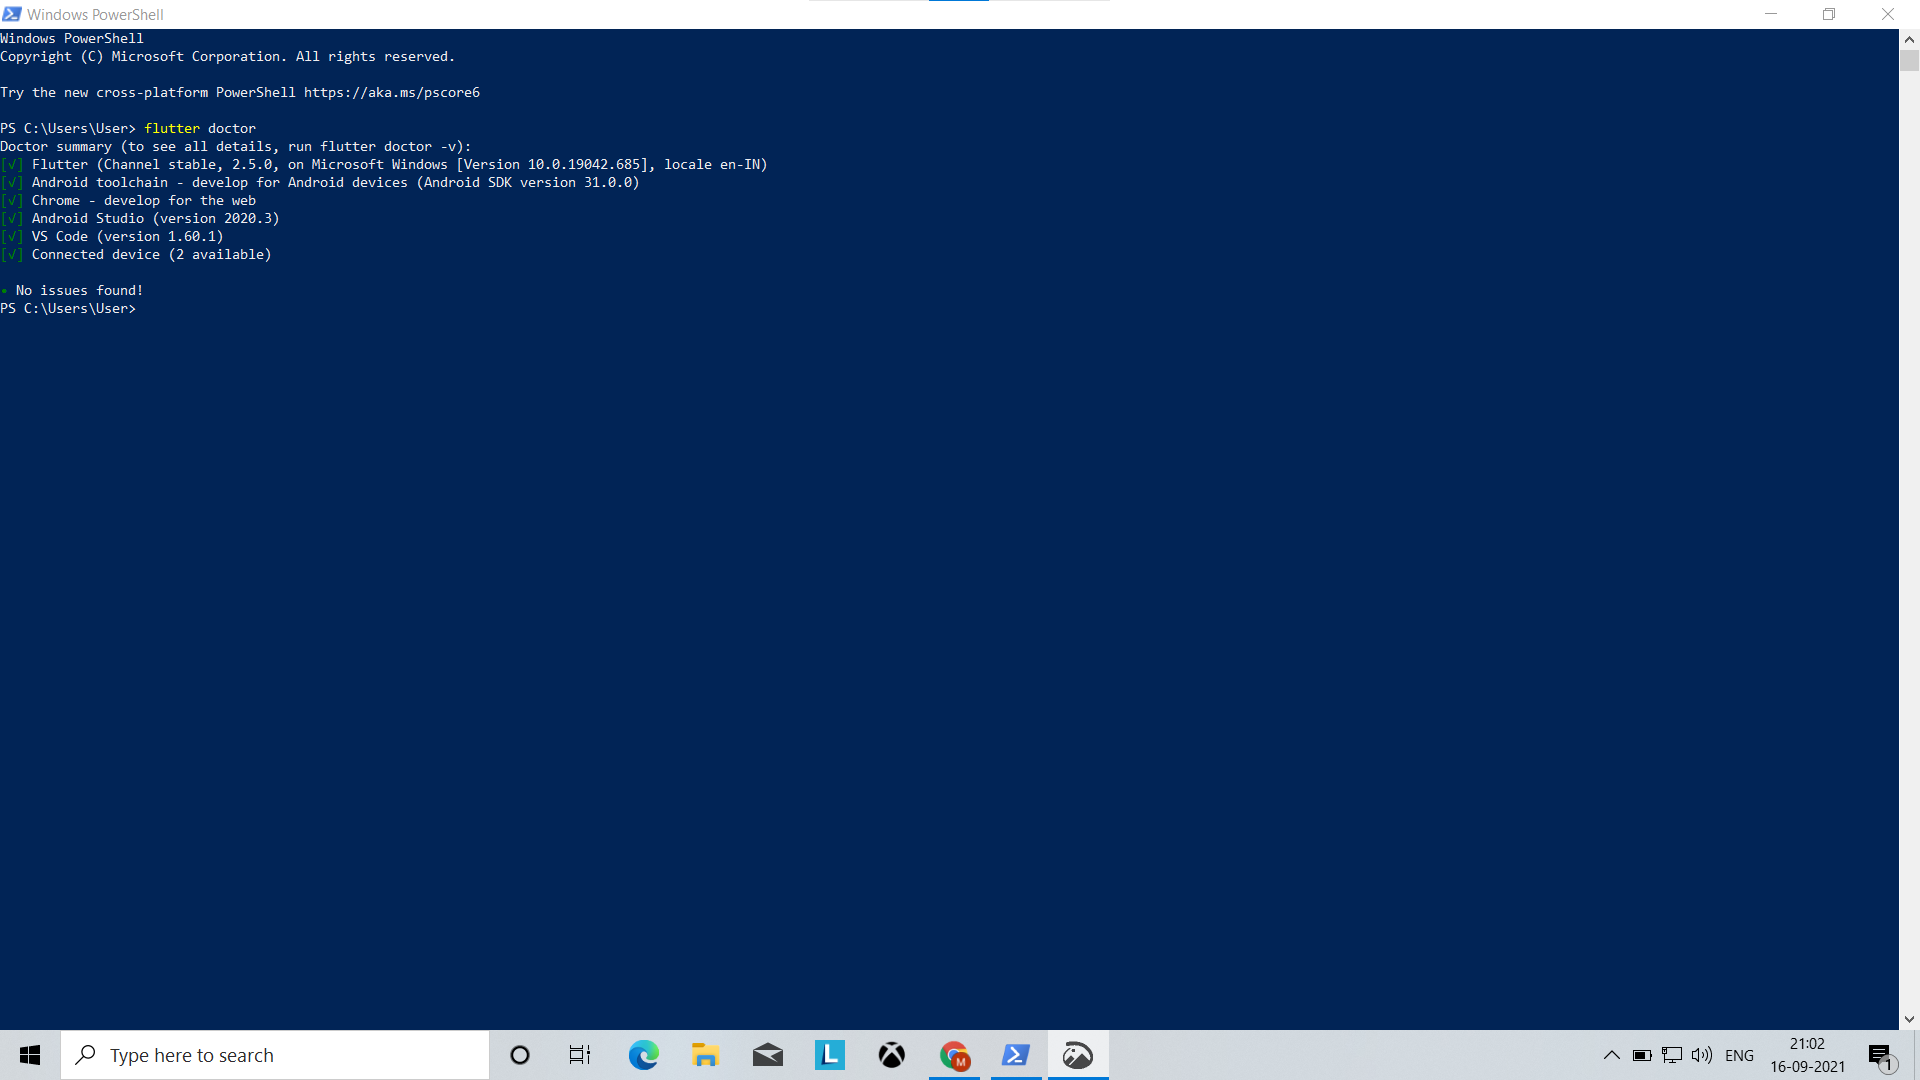 Windows PowerShell
Windows PowerShell
Copyright (C) Microsoft Corporation. All rights reserved.
Try the new cross-platform PowerShell https://aka.ms/pscore6
PS C:\Users\User> flutter doctor
Doctor summary (to see all details, run flutter doctor -v):
[√] Flutter (Channel stable, 2.5.0, on Microsoft Windows [Version 10.0.19042.685], locale en-IN)
[√] Android toolchain - develop for Android devices (Android SDK version 31.0.0)
[√] Chrome - develop for the web
[√] Android Studio (version 2020.3)
[√] VS Code (version 1.60.1)
[√] Connected device (2 available)
• No issues found!
PS C:\Users\User>
Type here to search
L
M
ENG
21:02
16-09-2021
1